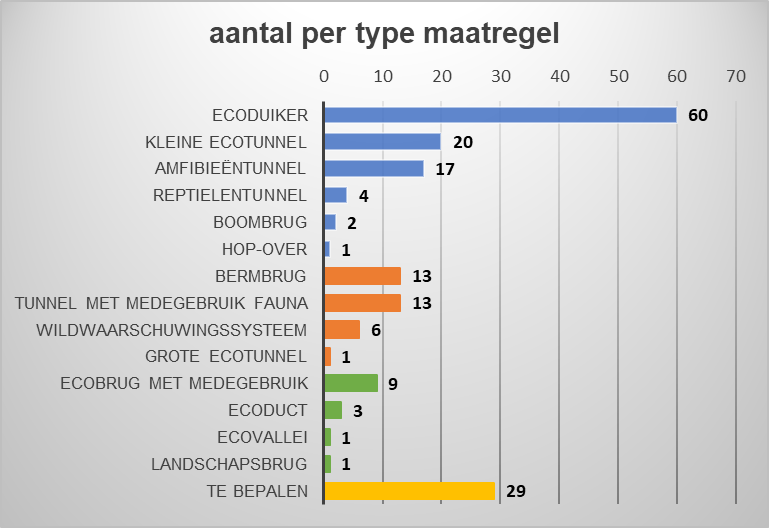 aantal per type maatregel
0 10 20 30 40 50 60 70
ECODUIKER 60
KLEINE ECOTUNNEL 20
AMFIBIEËNTUNNEL 17
REPTIELENTUNNEL 4
BOOMBRUG 2
HOP-OVER 1
BERMBRUG 13
TUNNEL MET MEDEGEBRUIK FAUNA 13
WILDWAARSCHUWINGSSYSTEEM 6
GROTE ECOTUNNEL 1
ECOBRUG MET MEDEGEBRUIK 9
ECODUCT 3
ECOVALLEI 1
LANDSCHAPSBRUG 1
TE BEPALEN 29